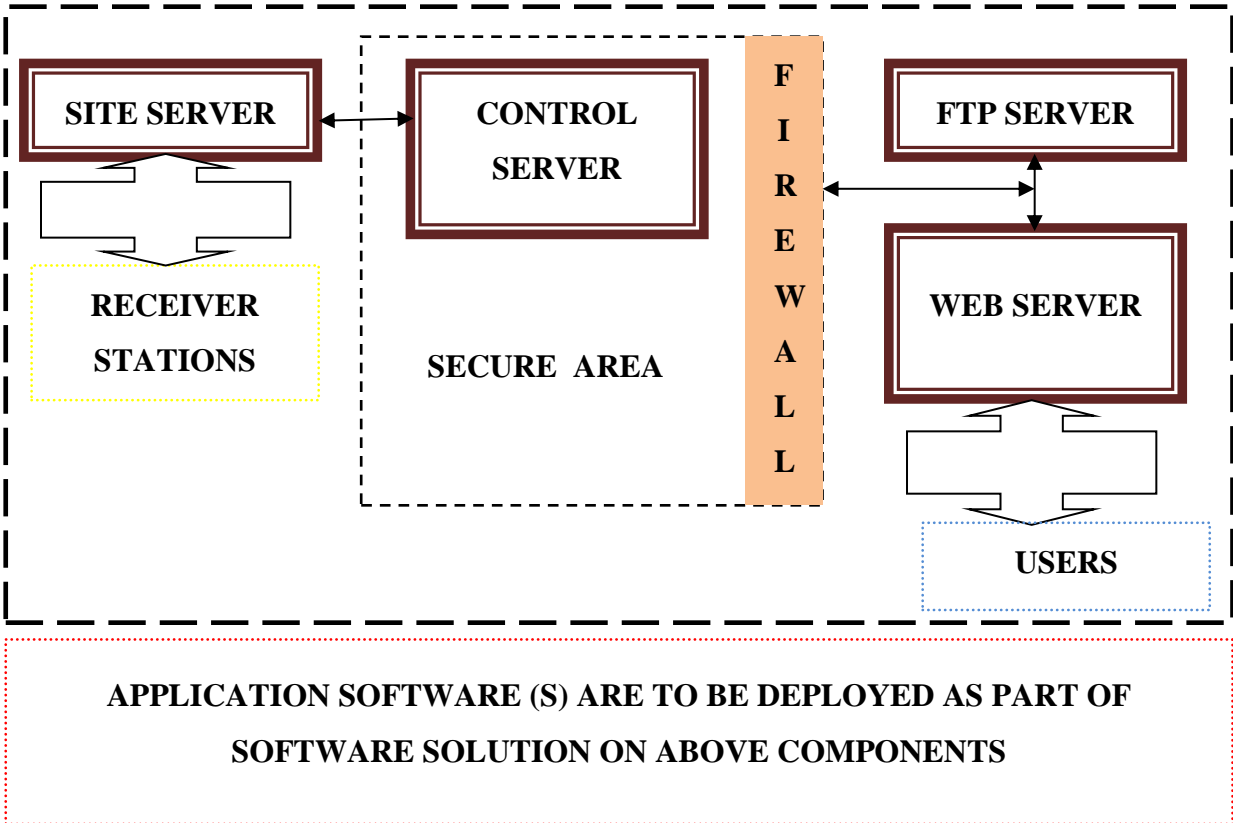 SITE SERVER
RECEIVER
STATIONS
CONTROL
SERVER
SECURE AREA
F
I
R
E
W
A
L
L
FTP SERVER
WEB SERVER
USERS
APPLICATION SOFTWARE (S) ARE TO BE DEPLOYED AS PART OF
SOFTWARE SOLUTION ON ABOVE COMPONENTS